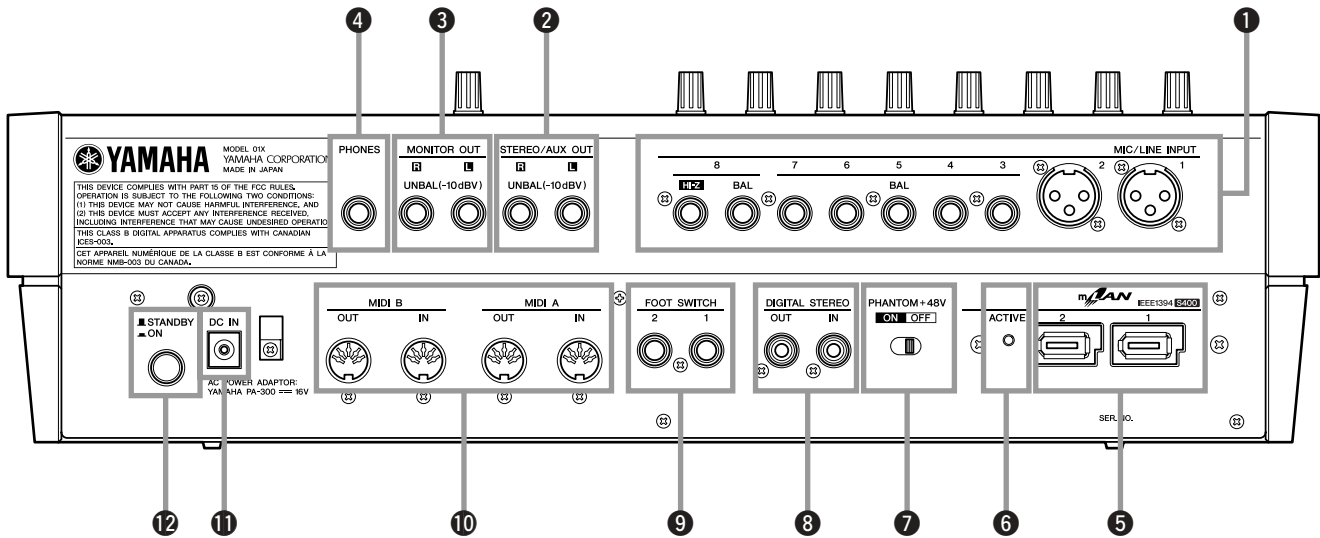 4 3 2 1
YAMAHA
MODEL 01X
YAMAHA CORPORATION
MADE IN JAPAN
THIS DEVICE COMPLIES WITH PART 15 OF THE FCC RULES.
OPERATION IS SUBJECT TO THE FOLLOWING TWO CONDITIONS:
(1) THIS DEVICE MAY NOT CAUSE HARMFUL INTERFERENCE, AND
(2) THIS DEVICE MUST ACCEPT ANY INTERFERENCE RECEIVED,
INCLUDING INTERFERENCE THAT MAY CAUSE UNDESIRED OPERATIO
THIS CLASS B DIGITAL APPARATUS COMPLIES WITH CANADIAN
ICES-003.
CET APPAREIL NUMÉRIQUE DE LA CLASSE B EST CONFORME À LA
NORME NMB-003 DU CANADA.
PHONES
MONITOR OUT
R L
UNBAL(-10dBV)
STEREO/AUX OUT
R L
UNBAL(-10dBV)
MIC/LINE INPUT
8 7 6 5 4 3 2 1
HI-Z BAL BAL
STANDBY
ON
DC IN
AC POWER ADAPTOR:
YAMAHA PA-300 16V
MIDI B MIDI A
OUT IN OUT IN
FOOT SWITCH
2 1
DIGITAL STEREO
OUT IN
PHANTOM+48V
ON OFF
ACTIVE
mLAN IEEE1394 S400
2 1
SER. NO.
12 11 10 9 8 7 6 5